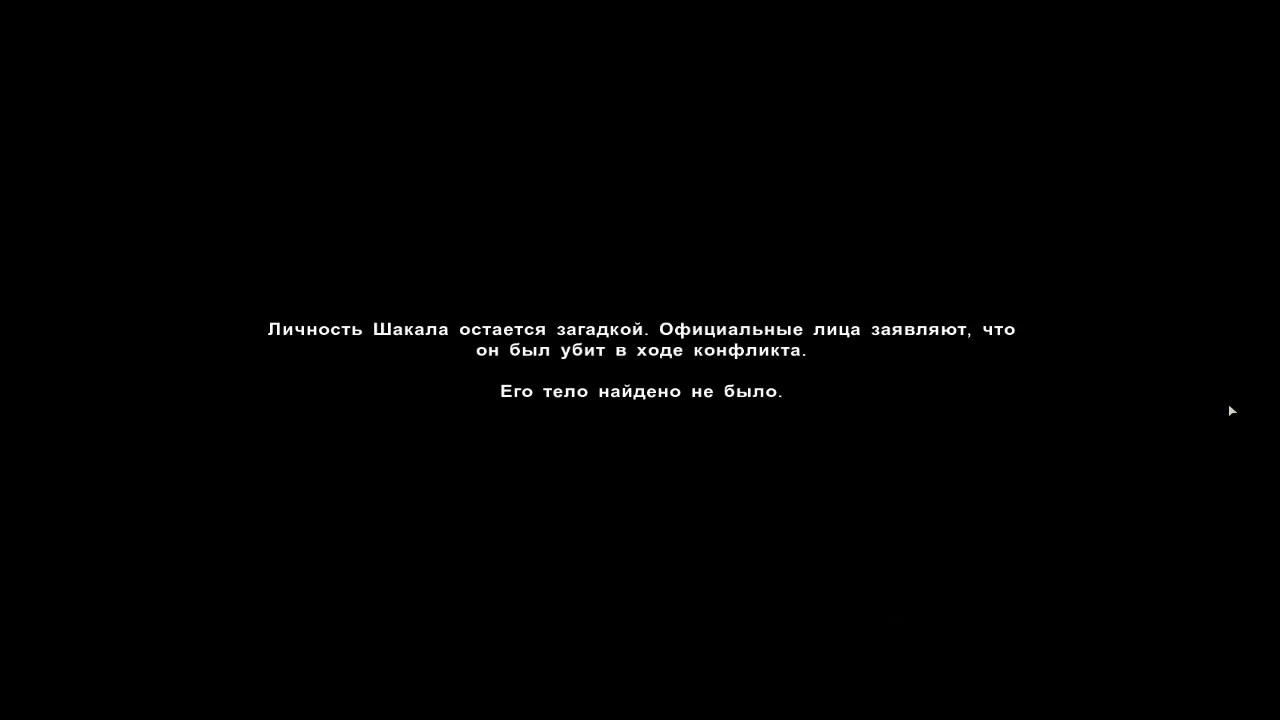 Личность Шакала остается загадкой. Официальные лица заявляют, что
он был убит в ходе конфликта.
Его тело найдено не было.